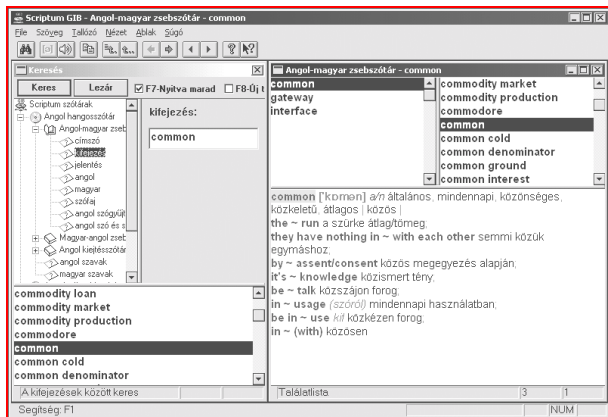 Scriptum GIB - Angol-magyar zsebszótár - common
File Szöveg Tallózó Nézet Ablak Súgó
Keresés
Keres Lezár F7-Nyitva marad F8-Új t
Scriptum szótárak
Angol hangosszótár
Angol-magyar zseb
címszó
kifejezés
jelentés
angol
magyar
szófaj
angol szógyűjt
angol szó és s
Magyar-angol zseb
Angol kiejtésszótár
angol szavak
magyar szavak
kifejezés:
common
commodity loan
commodity market
commodity production
commodore
common
common cold
common denominator
A kifejezések között keres
Angol-magyar zsebszótár - common
common
gateway
interface
commodity market
commodity production
commodore
common
common cold
common denominator
common ground
common interest
common ['kɒmən] a/n általános, mindennapi, közönséges,
közkeletű, átlagos | közös |
the ~ run a szürke átlag/tömeg;
they have nothing in ~ with each other semmi közük
egymáshoz;
by ~ assent/consent közös megegyezés alapján;
it's ~ knowledge közismert tény;
be ~ talk közszájon forog;
in ~ usage (szóról) mindennapi használatban;
be in ~ use kif közkézen forog;
in ~ (with) közösen
Találatlista 3 1
Segítség: F1 NUM